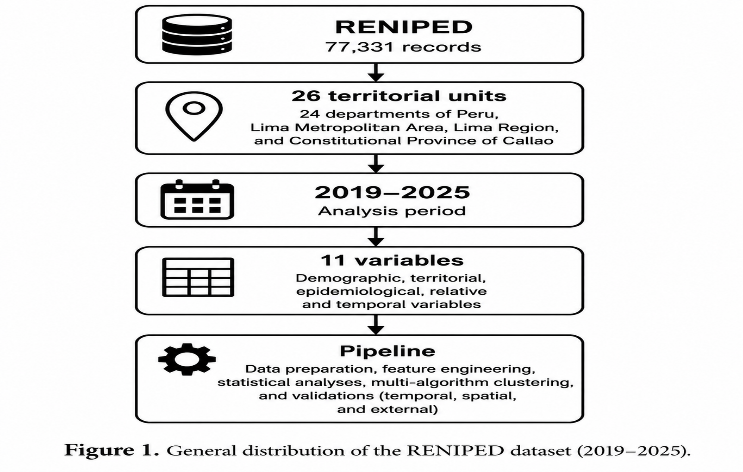 RENIPED
77,331 records
26 territorial units
24 departments of Peru,
Lima Metropolitan Area, Lima Region,
and Constitutional Province of Callao
2019–2025
Analysis period
11 variables
Demographic, territorial,
epidemiological, relative
and temporal variables
Pipeline
Data preparation, feature engineering,
statistical analyses, multi-algorithm clustering,
and validations (temporal, spatial,
and external)
Figure 1. General distribution of the RENIPED dataset (2019–2025).